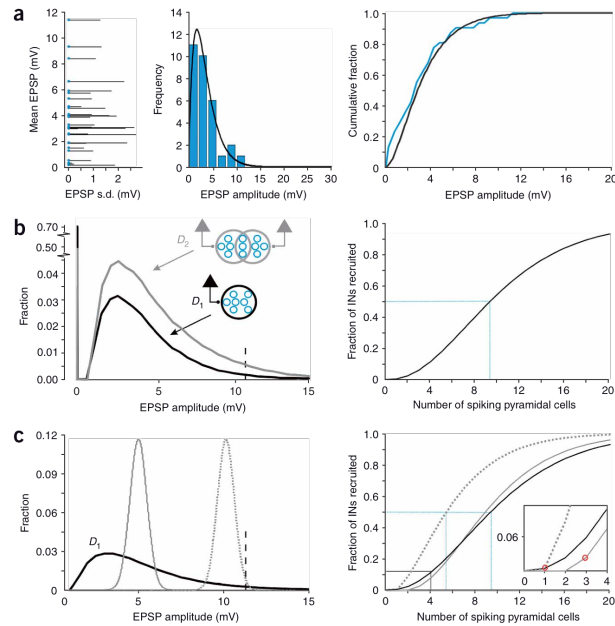 a
12
10
8
6
4
2
0
Mean EPSP (mV)
0 1 2
EPSP s.d. (mV)
14
12
10
8
6
4
2
0
Frequency
0 5 10 15 20 25 30
EPSP amplitude (mV)
1.0
0.8
0.6
0.4
0.2
0
Cumulative fraction
0 4 8 12 16 20
EPSP amplitude (mV)
b
0.70
0.50
0.04
0.03
0.02
0.01
0.00
Fraction
D2
D1
0 5 10 15
EPSP amplitude (mV)
1.0
0.8
0.6
0.4
0.2
0
Fraction of INs recruited
0 4 8 12 16 20
Number of spiking pyramidal cells
c
0.12
0.09
0.06
0.03
0
Fraction
D1
0 5 10 15
EPSP amplitude (mV)
1.0
0.8
0.6
0.4
0.2
0
Fraction of INs recruited
0.06
0 1 2 3 4
0 4 8 12 16 20
Number of spiking pyramidal cells